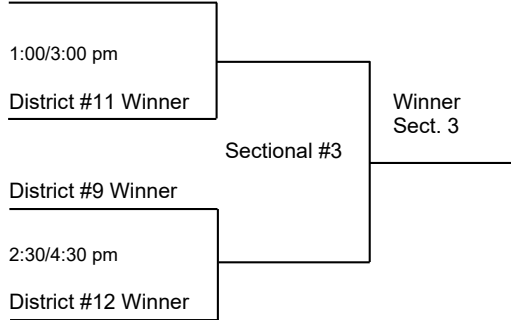 1:00/3:00 pm
District #11 Winner
Winner
Sect. 3
Sectional #3
District #9 Winner
2:30/4:30 pm
District #12 Winner